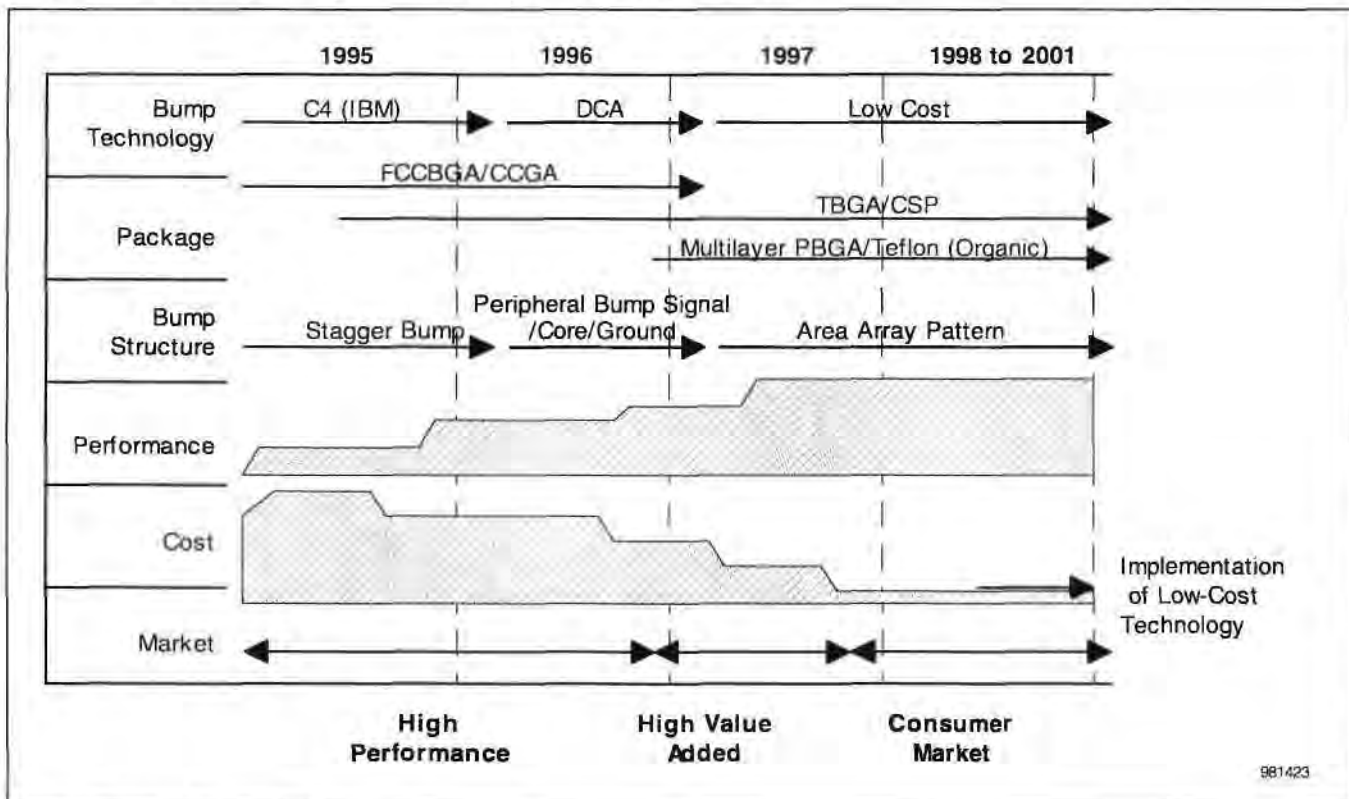 1995 1996 1997 1998 to 2001
Bump
Technology
C4 (IBM) DCA Low Cost
FCCBGA/CCGA
Package
TBGA/CSP
Multilayer PBGA/Teflon (Organic)
Bump
Structure
Stagger Bump
Peripheral Bump Signal
/Core/Ground
Area Array Pattern
Performance
Cost
Implementation
of Low-Cost
Technology
Market
High
Performance
High Value
Added
Consumer
Market
981423